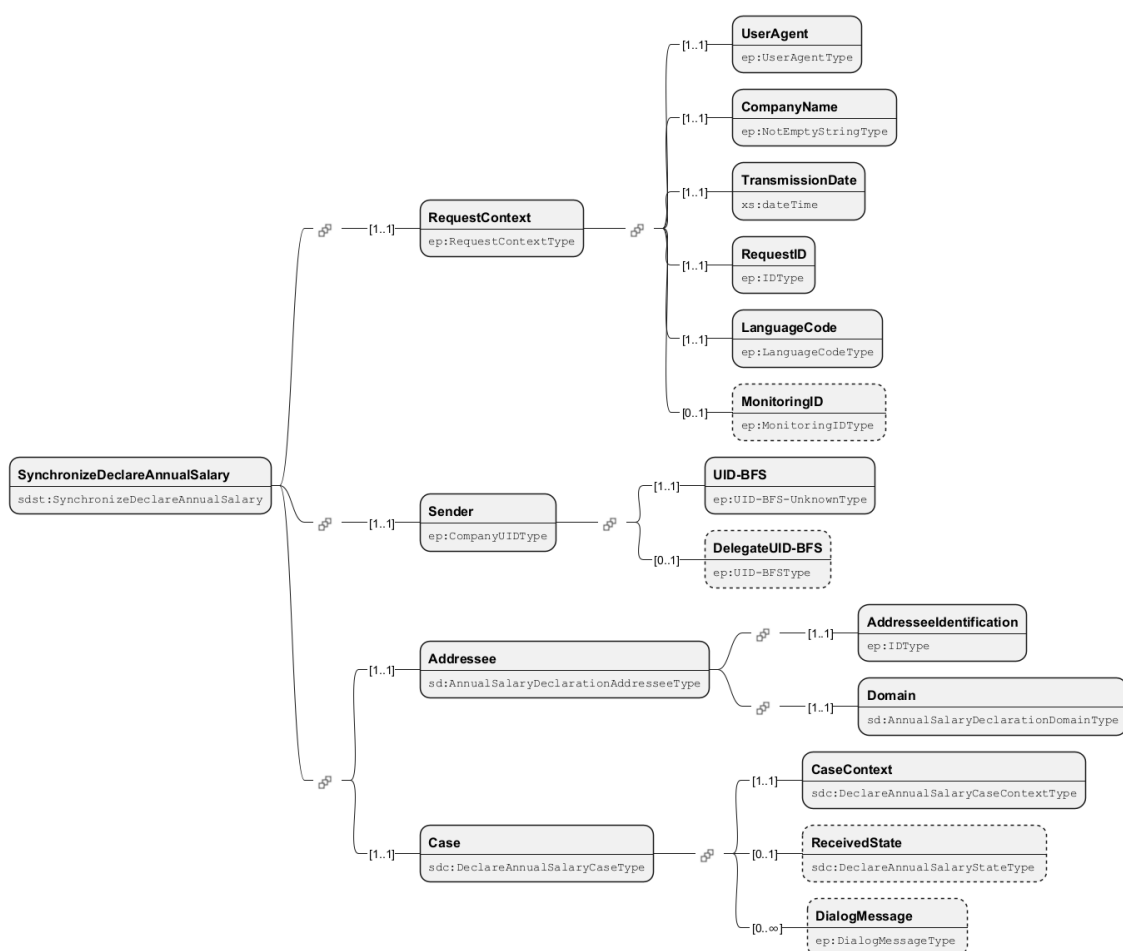 [1..1]
UserAgent
ep:UserAgentType
[1..1]
CompanyName
ep:NotEmptyStringType
[1..1]
TransmissionDate
xs:dateTime
[1..1]
RequestContext
ep:RequestContextType
[1..1]
RequestID
ep:IDType
[1..1]
LanguageCode
ep:LanguageCodeType
[0..1]
MonitoringID
ep:MonitoringIDType
SynchronizeDeclareAnnualSalary
sdst:SynchronizeDeclareAnnualSalary
[1..1]
Sender
ep:CompanyUIDType
[1..1]
UID-BFS
ep:UID-BFS-UnknownType
[0..1]
DelegateUID-BFS
ep:UID-BFSType
[1..1]
Addressee
sd:AnnualSalaryDeclarationAddresseeType
[1..1]
AddresseeIdentification
ep:IDType
[1..1]
Domain
sd:AnnualSalaryDeclarationDomainType
[1..1]
Case
sdc:DeclareAnnualSalaryCaseType
[1..1]
CaseContext
sdc:DeclareAnnualSalaryCaseContextType
[0..1]
ReceivedState
sdc:DeclareAnnualSalaryStateType
[0..∞]
DialogMessage
ep:DialogMessageType